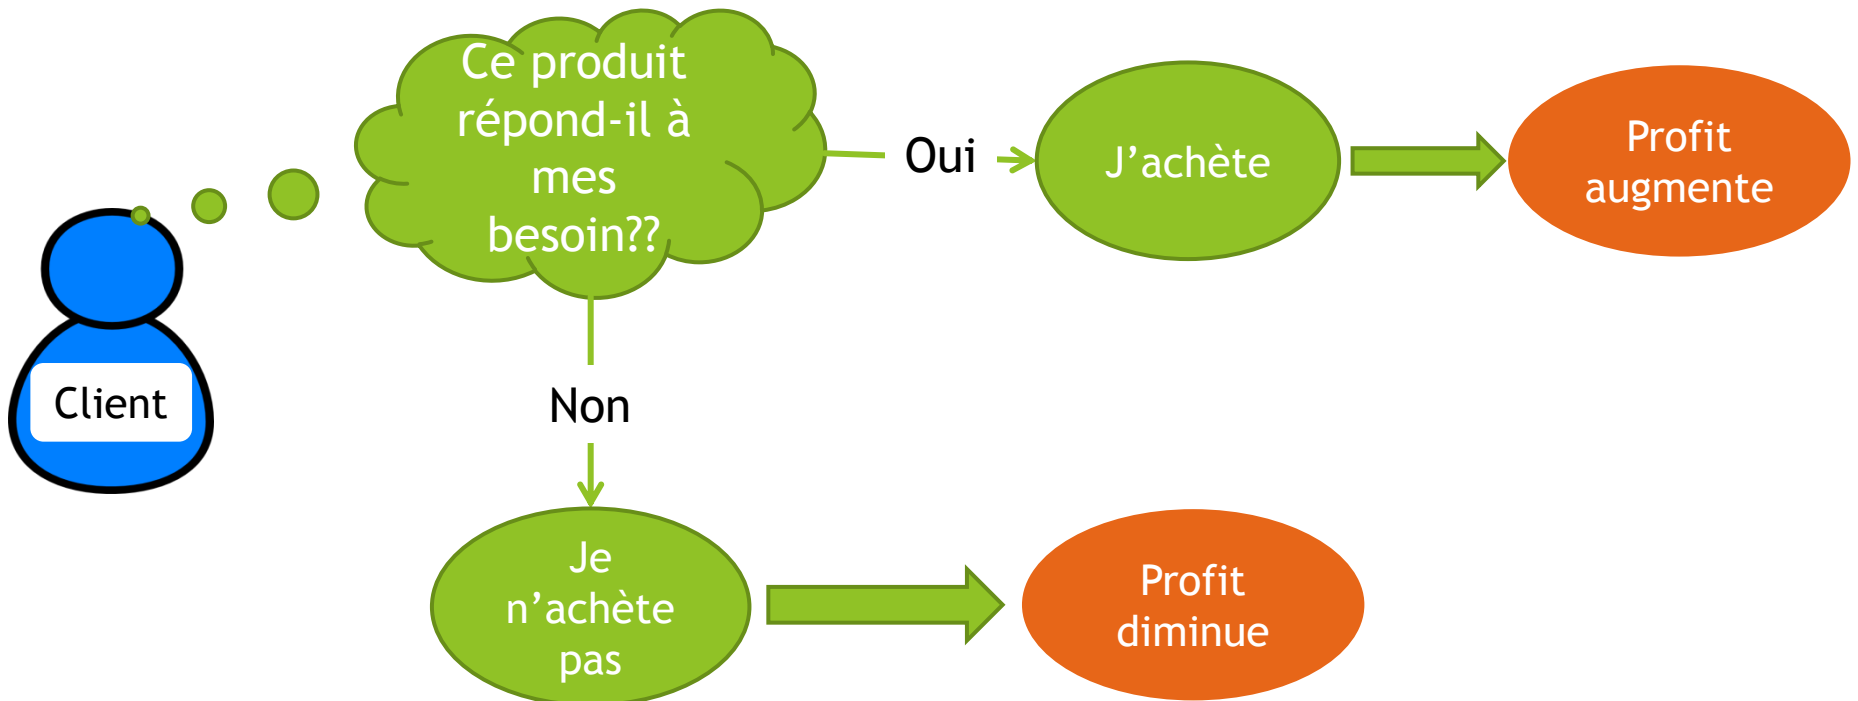 Ce produit
répond-il à
mes
besoin??
Oui
J’achète
Profit
augmente
Client
Non
Je
n’achète
pas
Profit
diminue